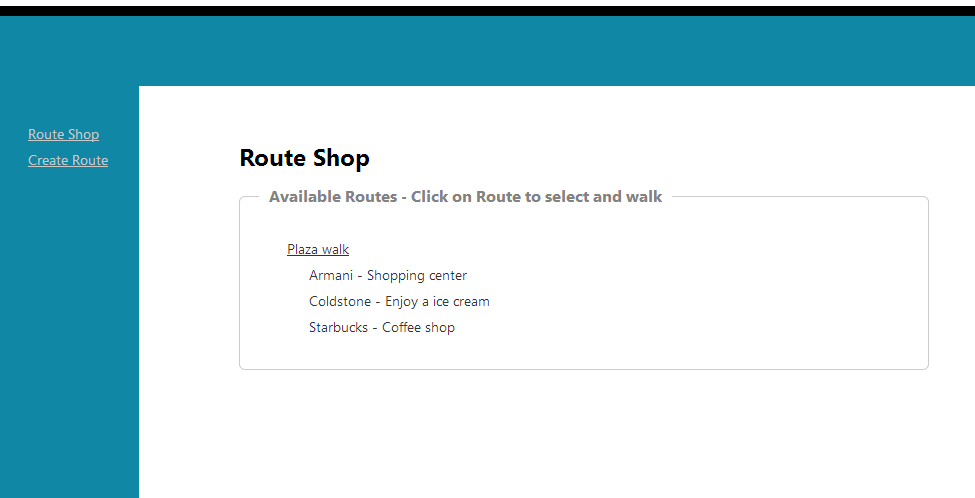 Route Shop
Create Route
Route Shop
Available Routes - Click on Route to select and walk
Plaza walk
Armani - Shopping center
Coldstone - Enjoy a ice cream
Starbucks - Coffee shop